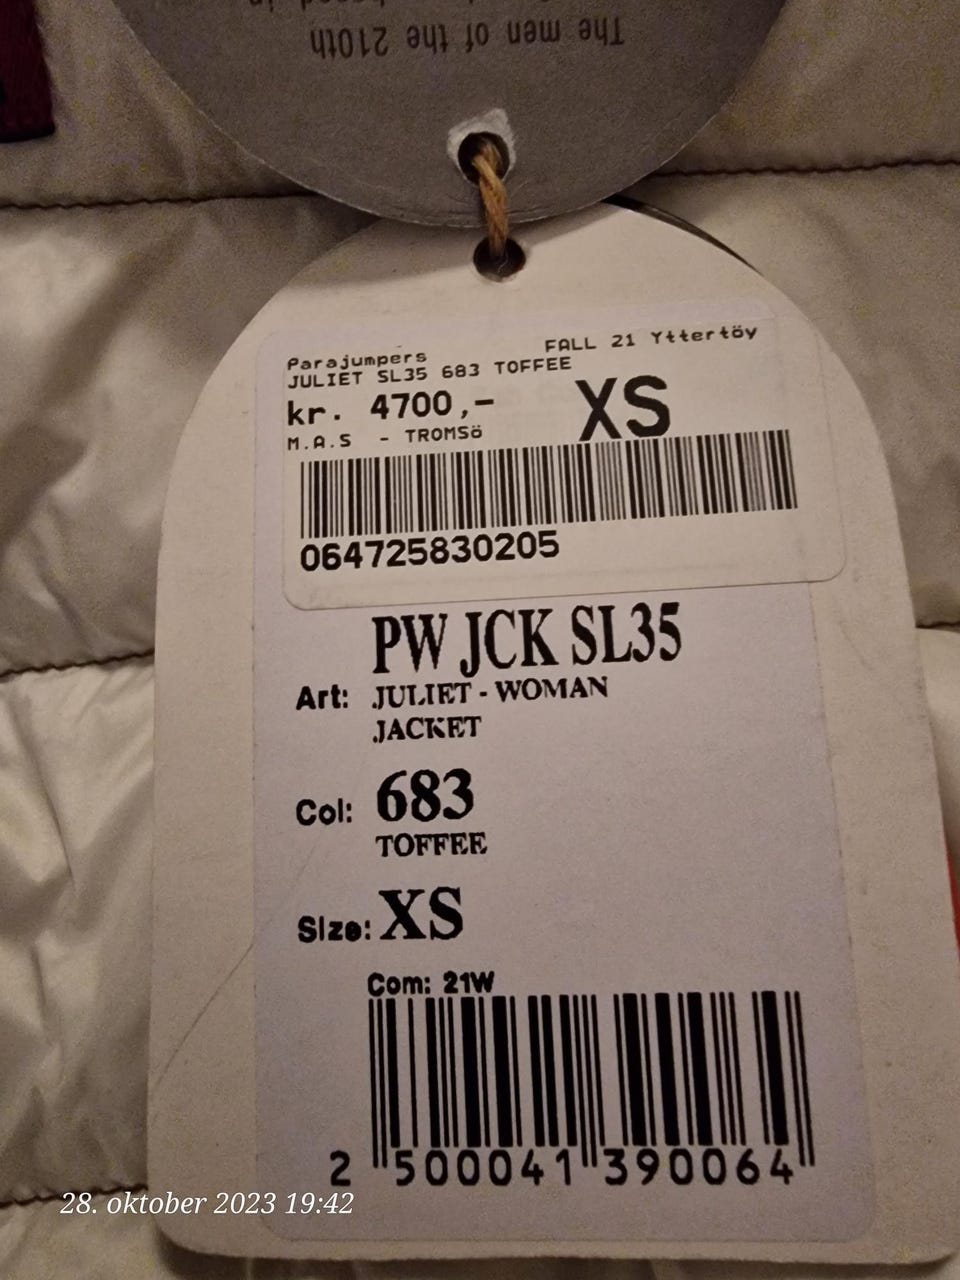 The men of the 210th
Parajumpers FALL 21 Yttertöy
JULIET SL35 683 TOFFEE
kr. 4700,- XS
M.A.S - TROMSö
064725830205
PW JCK SL35
Art: JULIET - WOMAN
JACKET
Col: 683
TOFFEE
Size: XS
Com: 21W
2 500041 390064
28. oktober 2023 19:42